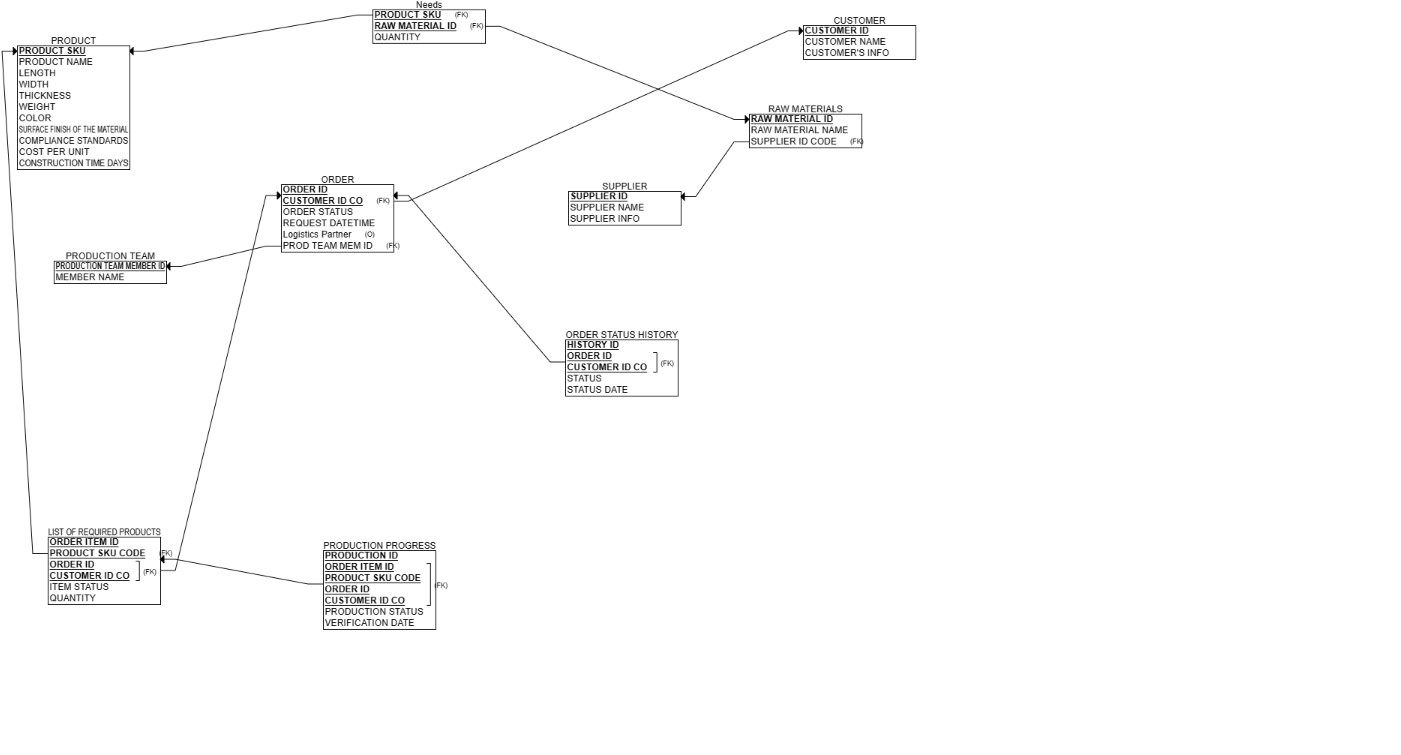 Needs
PRODUCT SKU (FK)
RAW MATERIAL ID (FK)
QUANTITY
CUSTOMER
CUSTOMER ID
CUSTOMER NAME
CUSTOMER'S INFO
PRODUCT
PRODUCT SKU
PRODUCT NAME
LENGTH
WIDTH
THICKNESS
WEIGHT
COLOR
SURFACE FINISH OF THE MATERIAL
COMPLIANCE STANDARDS
COST PER UNIT
CONSTRUCTION TIME DAYS
RAW MATERIALS
RAW MATERIAL ID
RAW MATERIAL NAME
SUPPLIER ID CODE (FK)
ORDER
ORDER ID
CUSTOMER ID CO (FK)
ORDER STATUS
REQUEST DATETIME
Logistics Partner (O)
PROD TEAM MEM ID (FK)
SUPPLIER
SUPPLIER ID
SUPPLIER NAME
SUPPLIER INFO
PRODUCTION TEAM
PRODUCTION TEAM MEMBER ID
MEMBER NAME
ORDER STATUS HISTORY
HISTORY ID
ORDER ID
CUSTOMER ID CO (FK)
STATUS
STATUS DATE
LIST OF REQUIRED PRODUCTS
ORDER ITEM ID
PRODUCT SKU CODE (FK)
ORDER ID
CUSTOMER ID CO (FK)
ITEM STATUS
QUANTITY
PRODUCTION PROGRESS
PRODUCTION ID
ORDER ITEM ID
PRODUCT SKU CODE
ORDER ID (FK)
CUSTOMER ID CO
PRODUCTION STATUS
VERIFICATION DATE